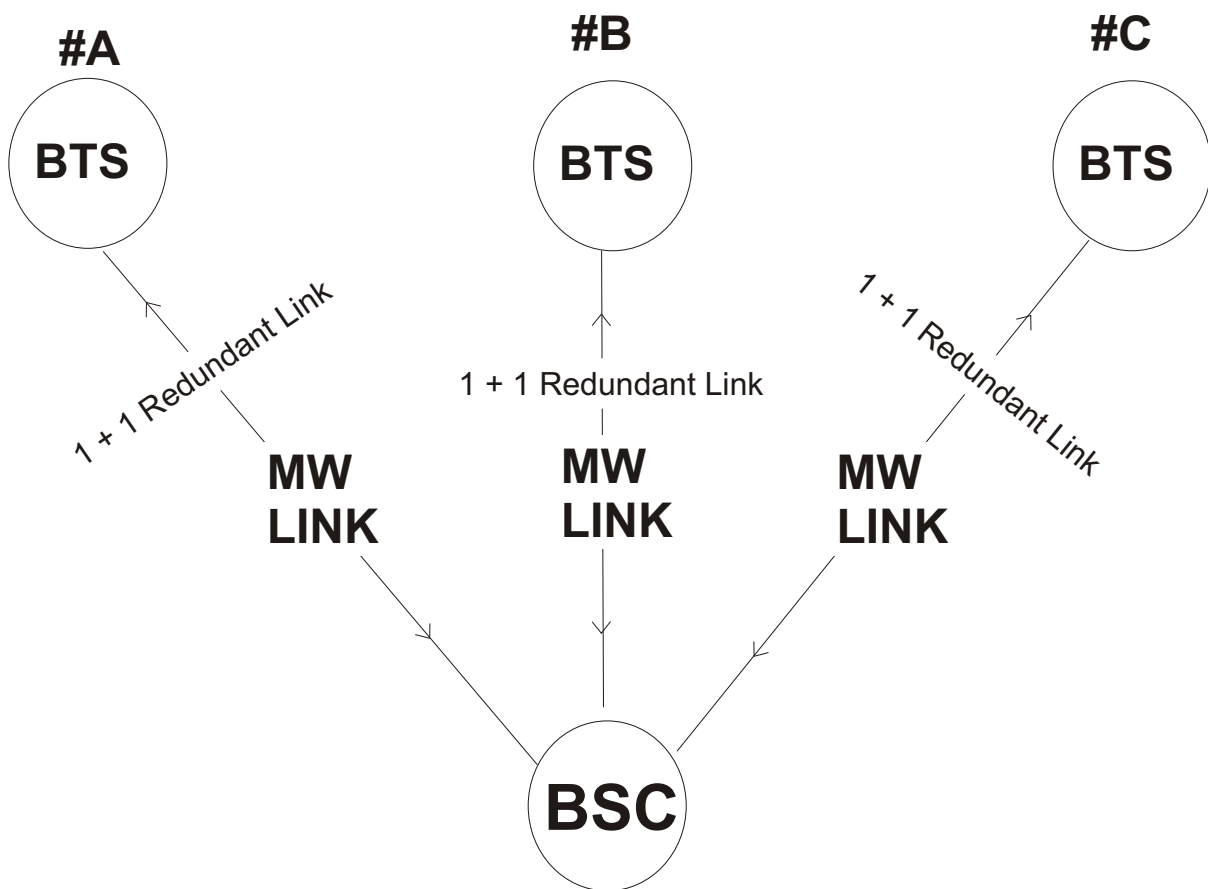 #A
#B
#C
BTS
BTS
BTS
1 + 1 Redundant Link
1 + 1 Redundant Link
1 + 1 Redundant Link
MW
LINK
MW
LINK
MW
LINK
BSC